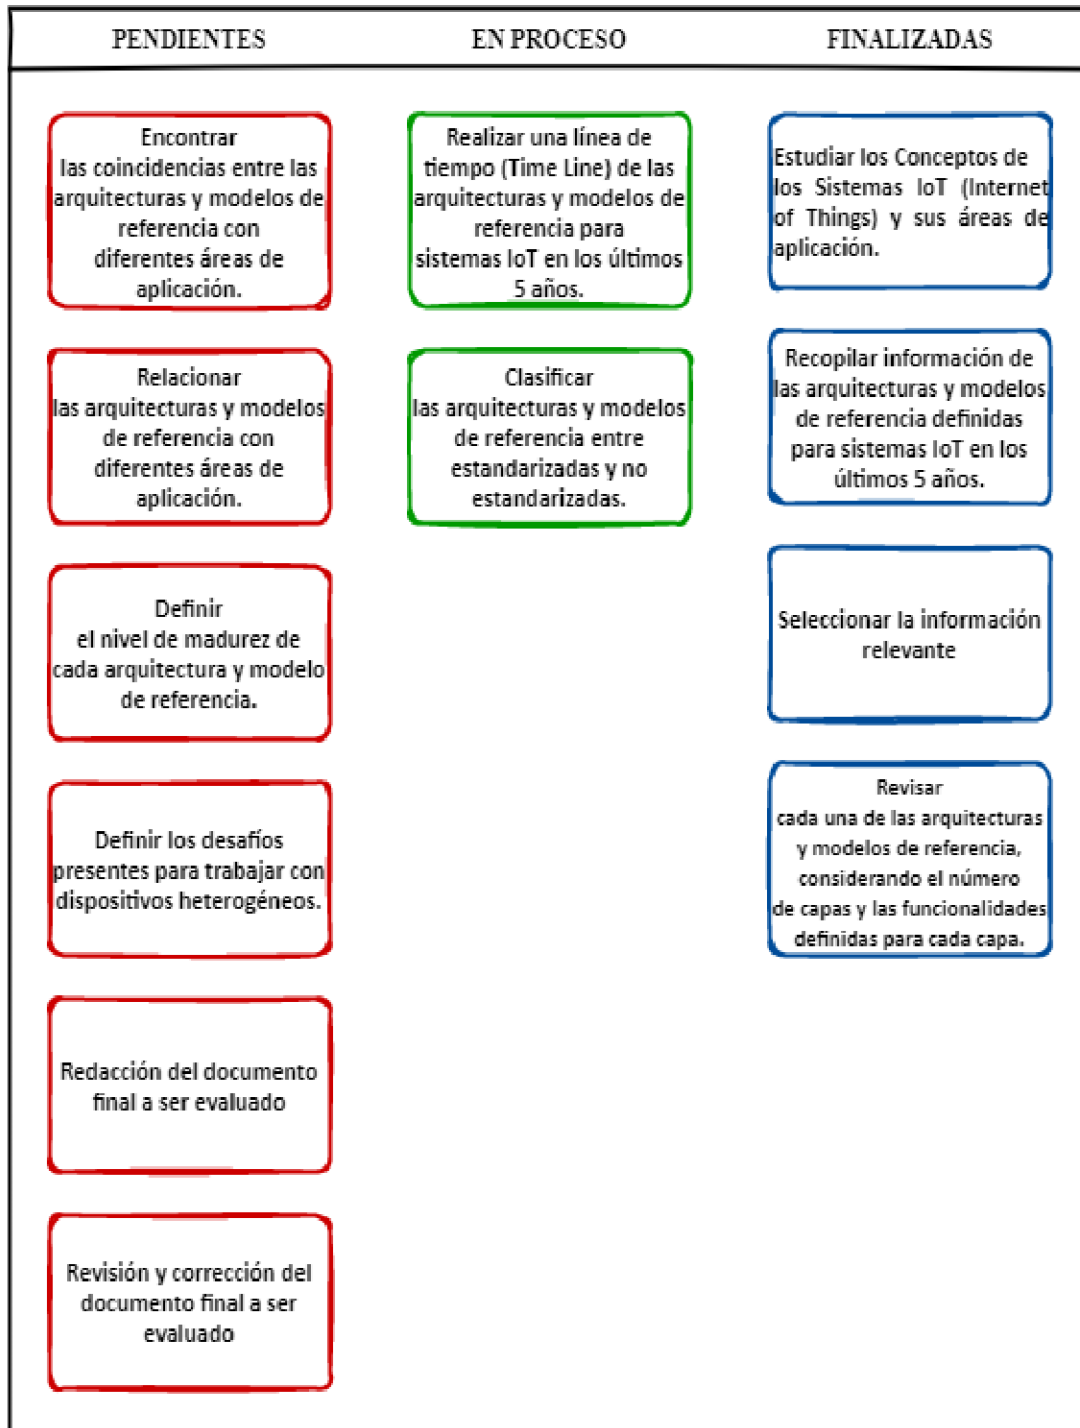 PENDIENTES
EN PROCESO
FINALIZADAS
Encontrar
las coincidencias entre las
arquitecturas y modelos de
referencia con
diferentes áreas de
aplicación.
Relacionar
las arquitecturas y modelos
de referencia con
diferentes áreas de
aplicación.
Definir
el nivel de madurez de
cada arquitectura y modelo
de referencia.
Definir los desafíos
presentes para trabajar con
dispositivos heterogéneos.
Redacción del documento
final a ser evaluado
Revisión y corrección del
documento final a ser
evaluado
Realizar una línea de
tiempo (Time Line) de las
arquitecturas y modelos de
referencia para
sistemas IoT en los últimos
5 años.
Clasificar
las arquitecturas y modelos
de referencia entre
estandarizadas y no
estandarizadas.
Estudiar los Conceptos de
los Sistemas IoT (Internet
of Things) y sus áreas de
aplicación.
Recopilar información de
las arquitecturas y modelos
de referencia definidas
para sistemas IoT en los
últimos 5 años.
Seleccionar la información
relevante
Revisar
cada una de las arquitecturas
y modelos de referencia,
considerando el número
de capas y las funcionalidades
definidas para cada capa.